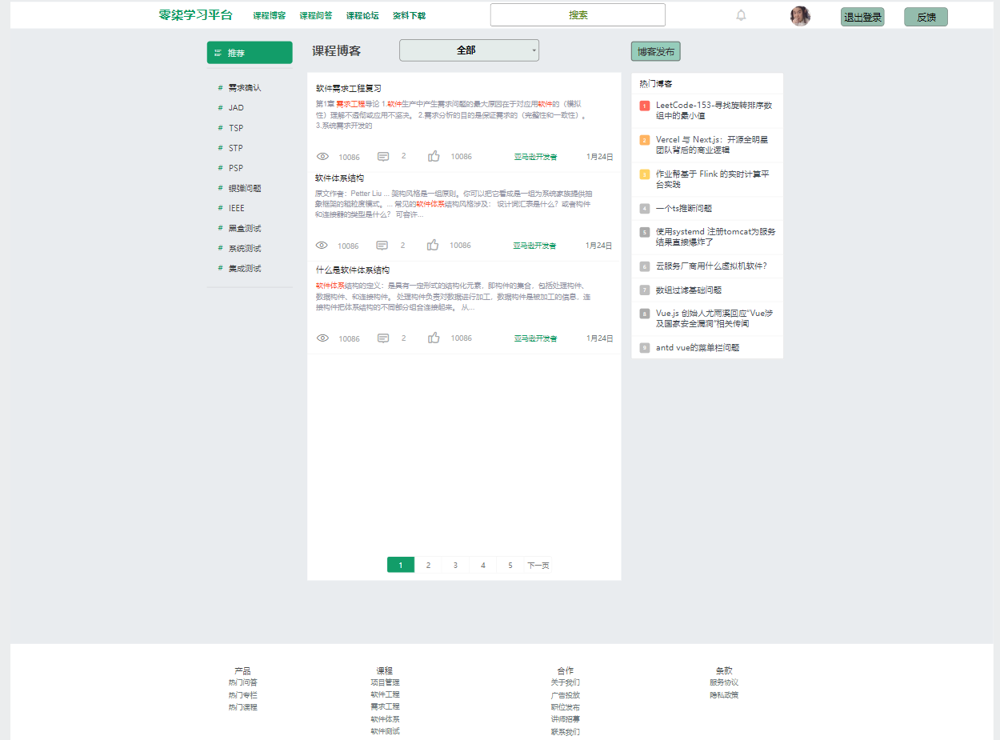 零柒学习平台 课程博客 课程问答 课程论坛 资料下载 搜索 退出登录 反馈
推荐
# 需求确认
# JAD
# TSP
# STP
# PSP
# 银弹问题
# IEEE
# 黑盒测试
# 系统测试
# 集成测试
课程博客 全部 博客发布
软件需求工程复习
第1章 需求工程导论 1.软件生产中产生需求问题的最大原因在于对应用软件的（模拟
性）理解不透彻或应用不坚决。 2.需求分析的目的是保证需求的（完整性和一致性）。
3.系统需求开发的
10086 2 10086 亚马逊开发者 1月24日
软件体系结构
原文作者：Petter Liu ... 架构风格是一组原则。你可以把它看成是一组为系统家族提供抽
象框架的粗粒度模式。... 常见的软件体系结构风格涉及： 设计词汇表是什么？或者构件
和连接器的类型是什么？ 可容许...
10086 2 10086 亚马逊开发者 1月24日
什么是软件体系结构
软件体系结构的定义：是具有一定形式的结构化元素，即构件的集合，包括处理构件、
数据构件、和连接构件。 处理构件负责对数据进行加工，数据构件是被加工的信息，连
接构件把体系结构的不同部分组合连接起来。 从...
10086 2 10086 亚马逊开发者 1月24日
1 2 3 4 5 下一页
热门博客
1 LeetCode-153-寻找旋转排序数
组中的最小值
2 Vercel 与 Next.js：开源全明星
团队背后的商业逻辑
3 作业帮基于 Flink 的实时计算平
台实践
4 一个ts推断问题
5 使用systemd 注册tomcat为服务
结果直接爆炸了
6 云服务厂商用什么虚拟机软件？
7 数组过滤基础问题
8 Vue.js 创始人尤雨溪回应“Vue涉
及国家安全漏洞”相关传闻
9 antd vue的菜单栏问题
产品
热门问答
热门专栏
热门课程
课程
项目管理
软件工程
需求工程
软件体系
软件测试
合作
关于我们
广告投放
职位发布
讲师招募
联系我们
条款
服务协议
隐私政策